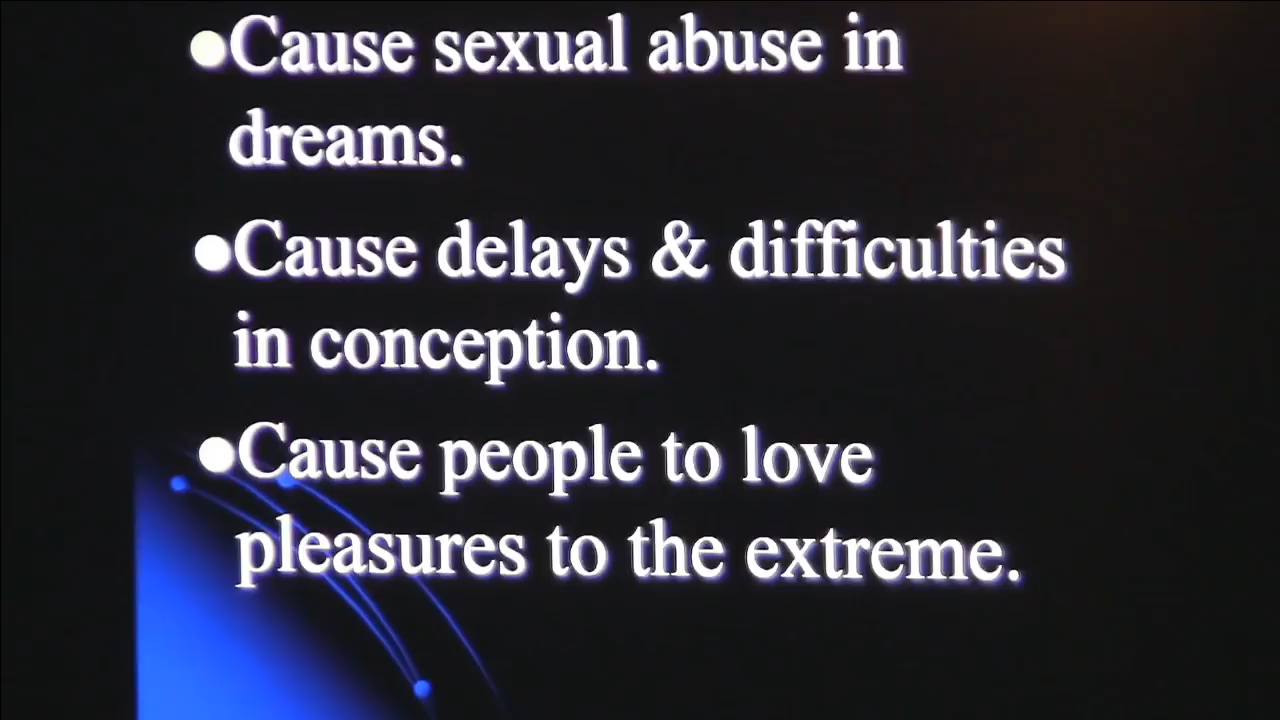 •Cause sexual abuse in
dreams.
•Cause delays & difficulties
in conception.
•Cause people to love
pleasures to the extreme.